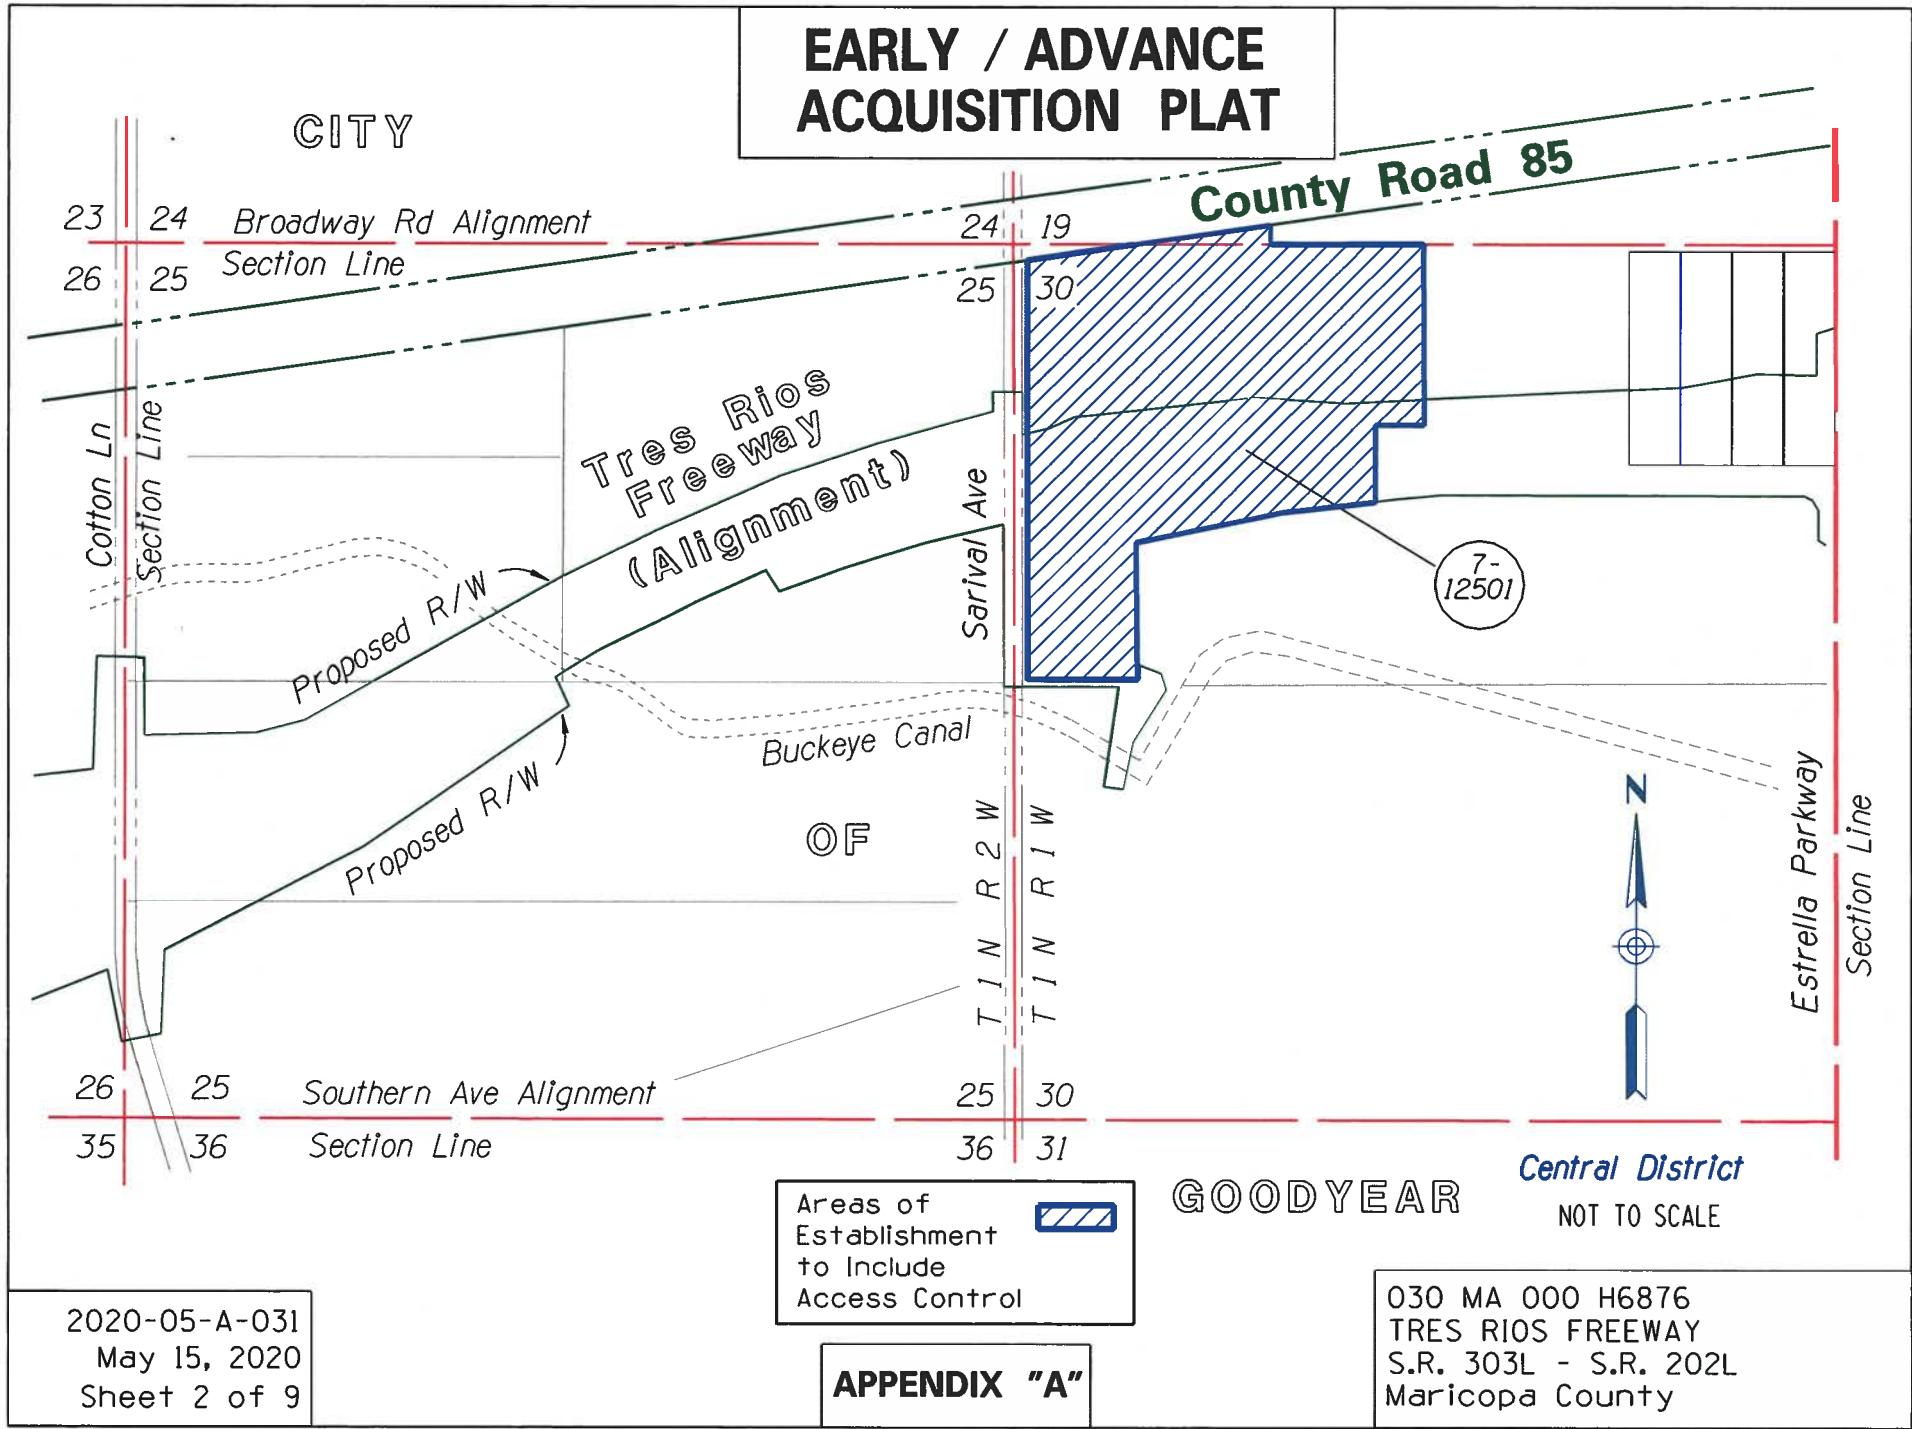 EARLY / ADVANCE
ACQUISITION PLAT
CITY
County Road 85
23 24 Broadway Rd Alignment
24 19
26 25 Section Line
25 30
Cotton Ln
Section Line
Tres Rios
Freeway
(Alignment)
Sarival Ave
7-
12501
Proposed R/W
Proposed R/W
Buckeye Canal
OF
T 1 N R 2 W
T 1 N R 1 W
N
Estrella Parkway
Section Line
26 25 Southern Ave Alignment
25 30
35 36 Section Line
36 31
Central District
NOT TO SCALE
GOODYEAR
Areas of
Establishment
to Include
Access Control
2020-05-A-031
May 15, 2020
Sheet 2 of 9
APPENDIX "A"
030 MA 000 H6876
TRES RIOS FREEWAY
S.R. 303L - S.R. 202L
Maricopa County